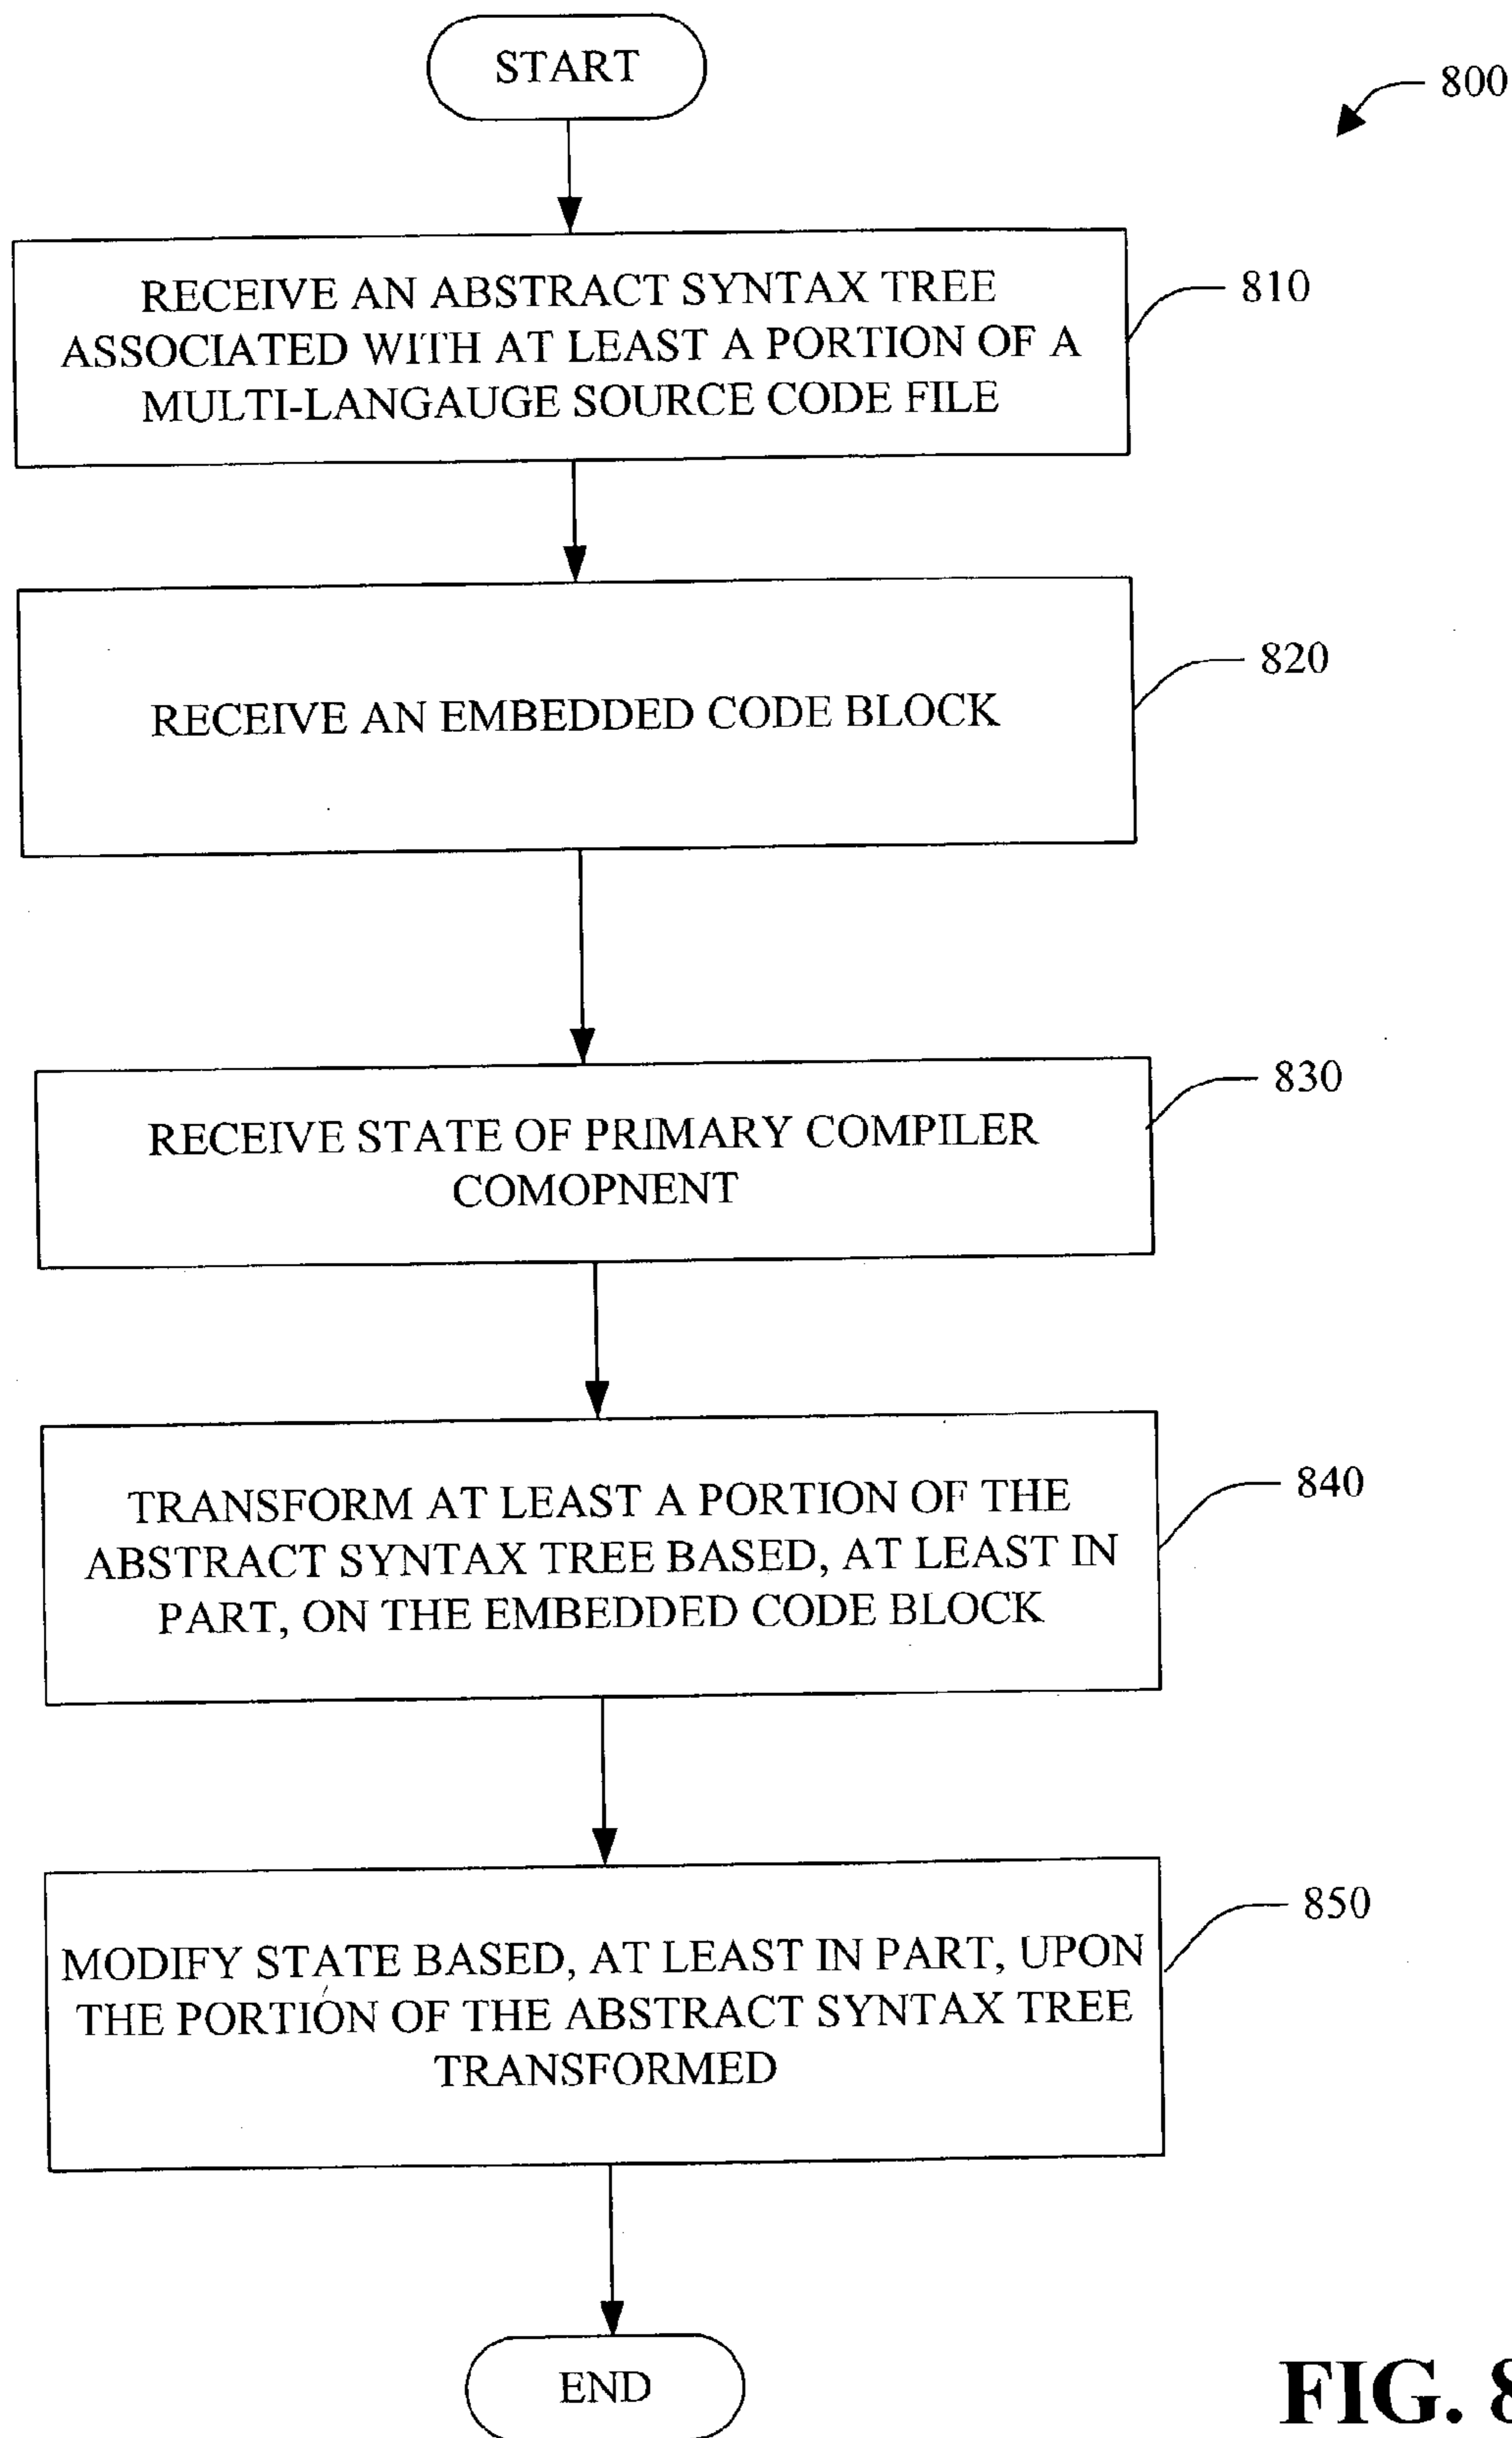 START
800
RECEIVE AN ABSTRACT SYNTAX TREE
ASSOCIATED WITH AT LEAST A PORTION OF A
MULTI-LANGAUGE SOURCE CODE FILE
810
RECEIVE AN EMBEDDED CODE BLOCK
820
RECEIVE STATE OF PRIMARY COMPILER
COMOPNENT
830
TRANSFORM AT LEAST A PORTION OF THE
ABSTRACT SYNTAX TREE BASED, AT LEAST IN
PART, ON THE EMBEDDED CODE BLOCK
840
MODIFY STATE BASED, AT LEAST IN PART, UPON
THE PORTION OF THE ABSTRACT SYNTAX TREE
TRANSFORMED
850
END
FIG. 8